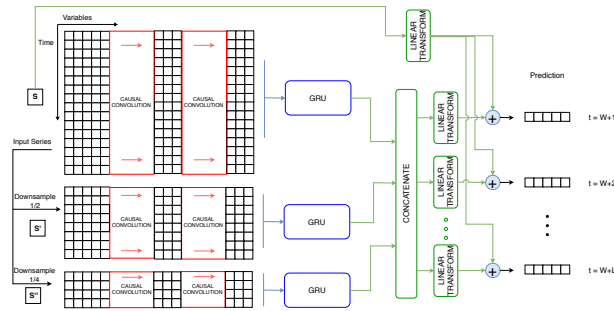 Variables
Time
S
CAUSAL
CONVOLUTION
CAUSAL
CONVOLUTION
GRU
LINEAR
TRANSFORM
Prediction
LINEAR
TRANSFORM
+
t = W+1
Input Series
Downsample
1/2
S'
CAUSAL
CONVOLUTION
CAUSAL
CONVOLUTION
GRU
CONCATENATE
LINEAR
TRANSFORM
+
t = W+2
Downsample
1/4
S''
CAUSAL
CONVOLUTION
CAUSAL
CONVOLUTION
GRU
LINEAR
TRANSFORM
+
t = W+L